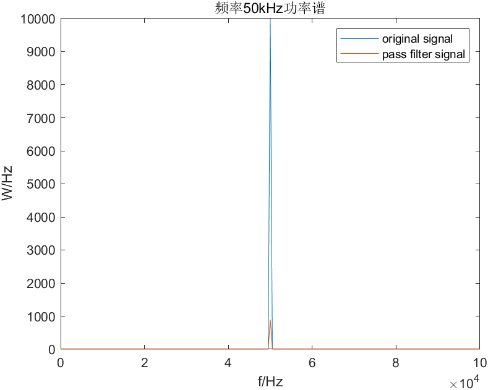 频率50kHz功率谱
original signal
pass filter signal
10000
9000
8000
7000
6000
5000
4000
3000
2000
1000
0
W/Hz
0 2 4 6 8 10
f/Hz
×10^4